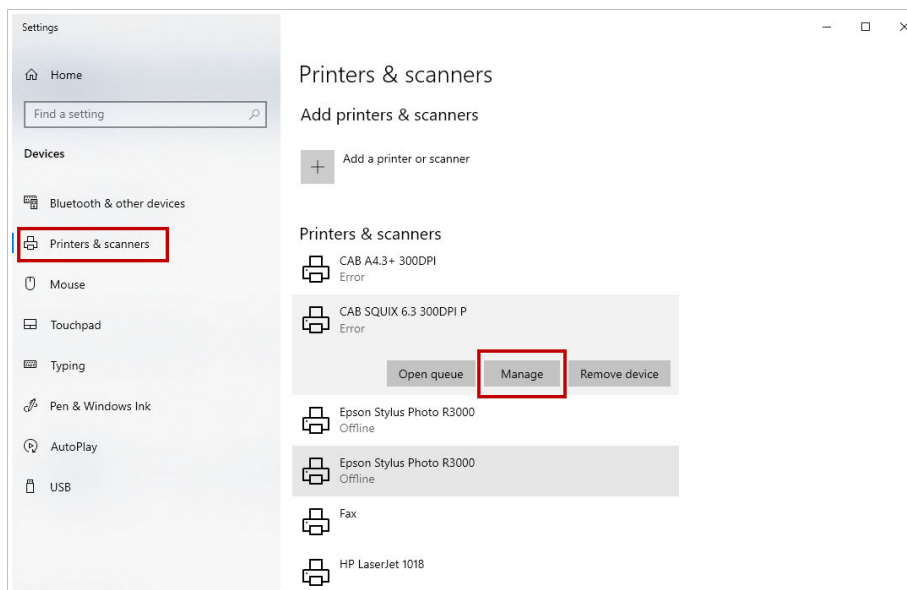 Settings
Home
Find a setting
Devices
Bluetooth & other devices
Printers & scanners
Mouse
Touchpad
Typing
Pen & Windows Ink
AutoPlay
USB
Printers & scanners
Add printers & scanners
Add a printer or scanner
Printers & scanners
CAB A4.3+ 300DPI
Error
CAB SQUIX 6.3 300DPI P
Error
Open queue Manage Remove device
Epson Stylus Photo R3000
Offline
Epson Stylus Photo R3000
Offline
Fax
HP LaserJet 1018